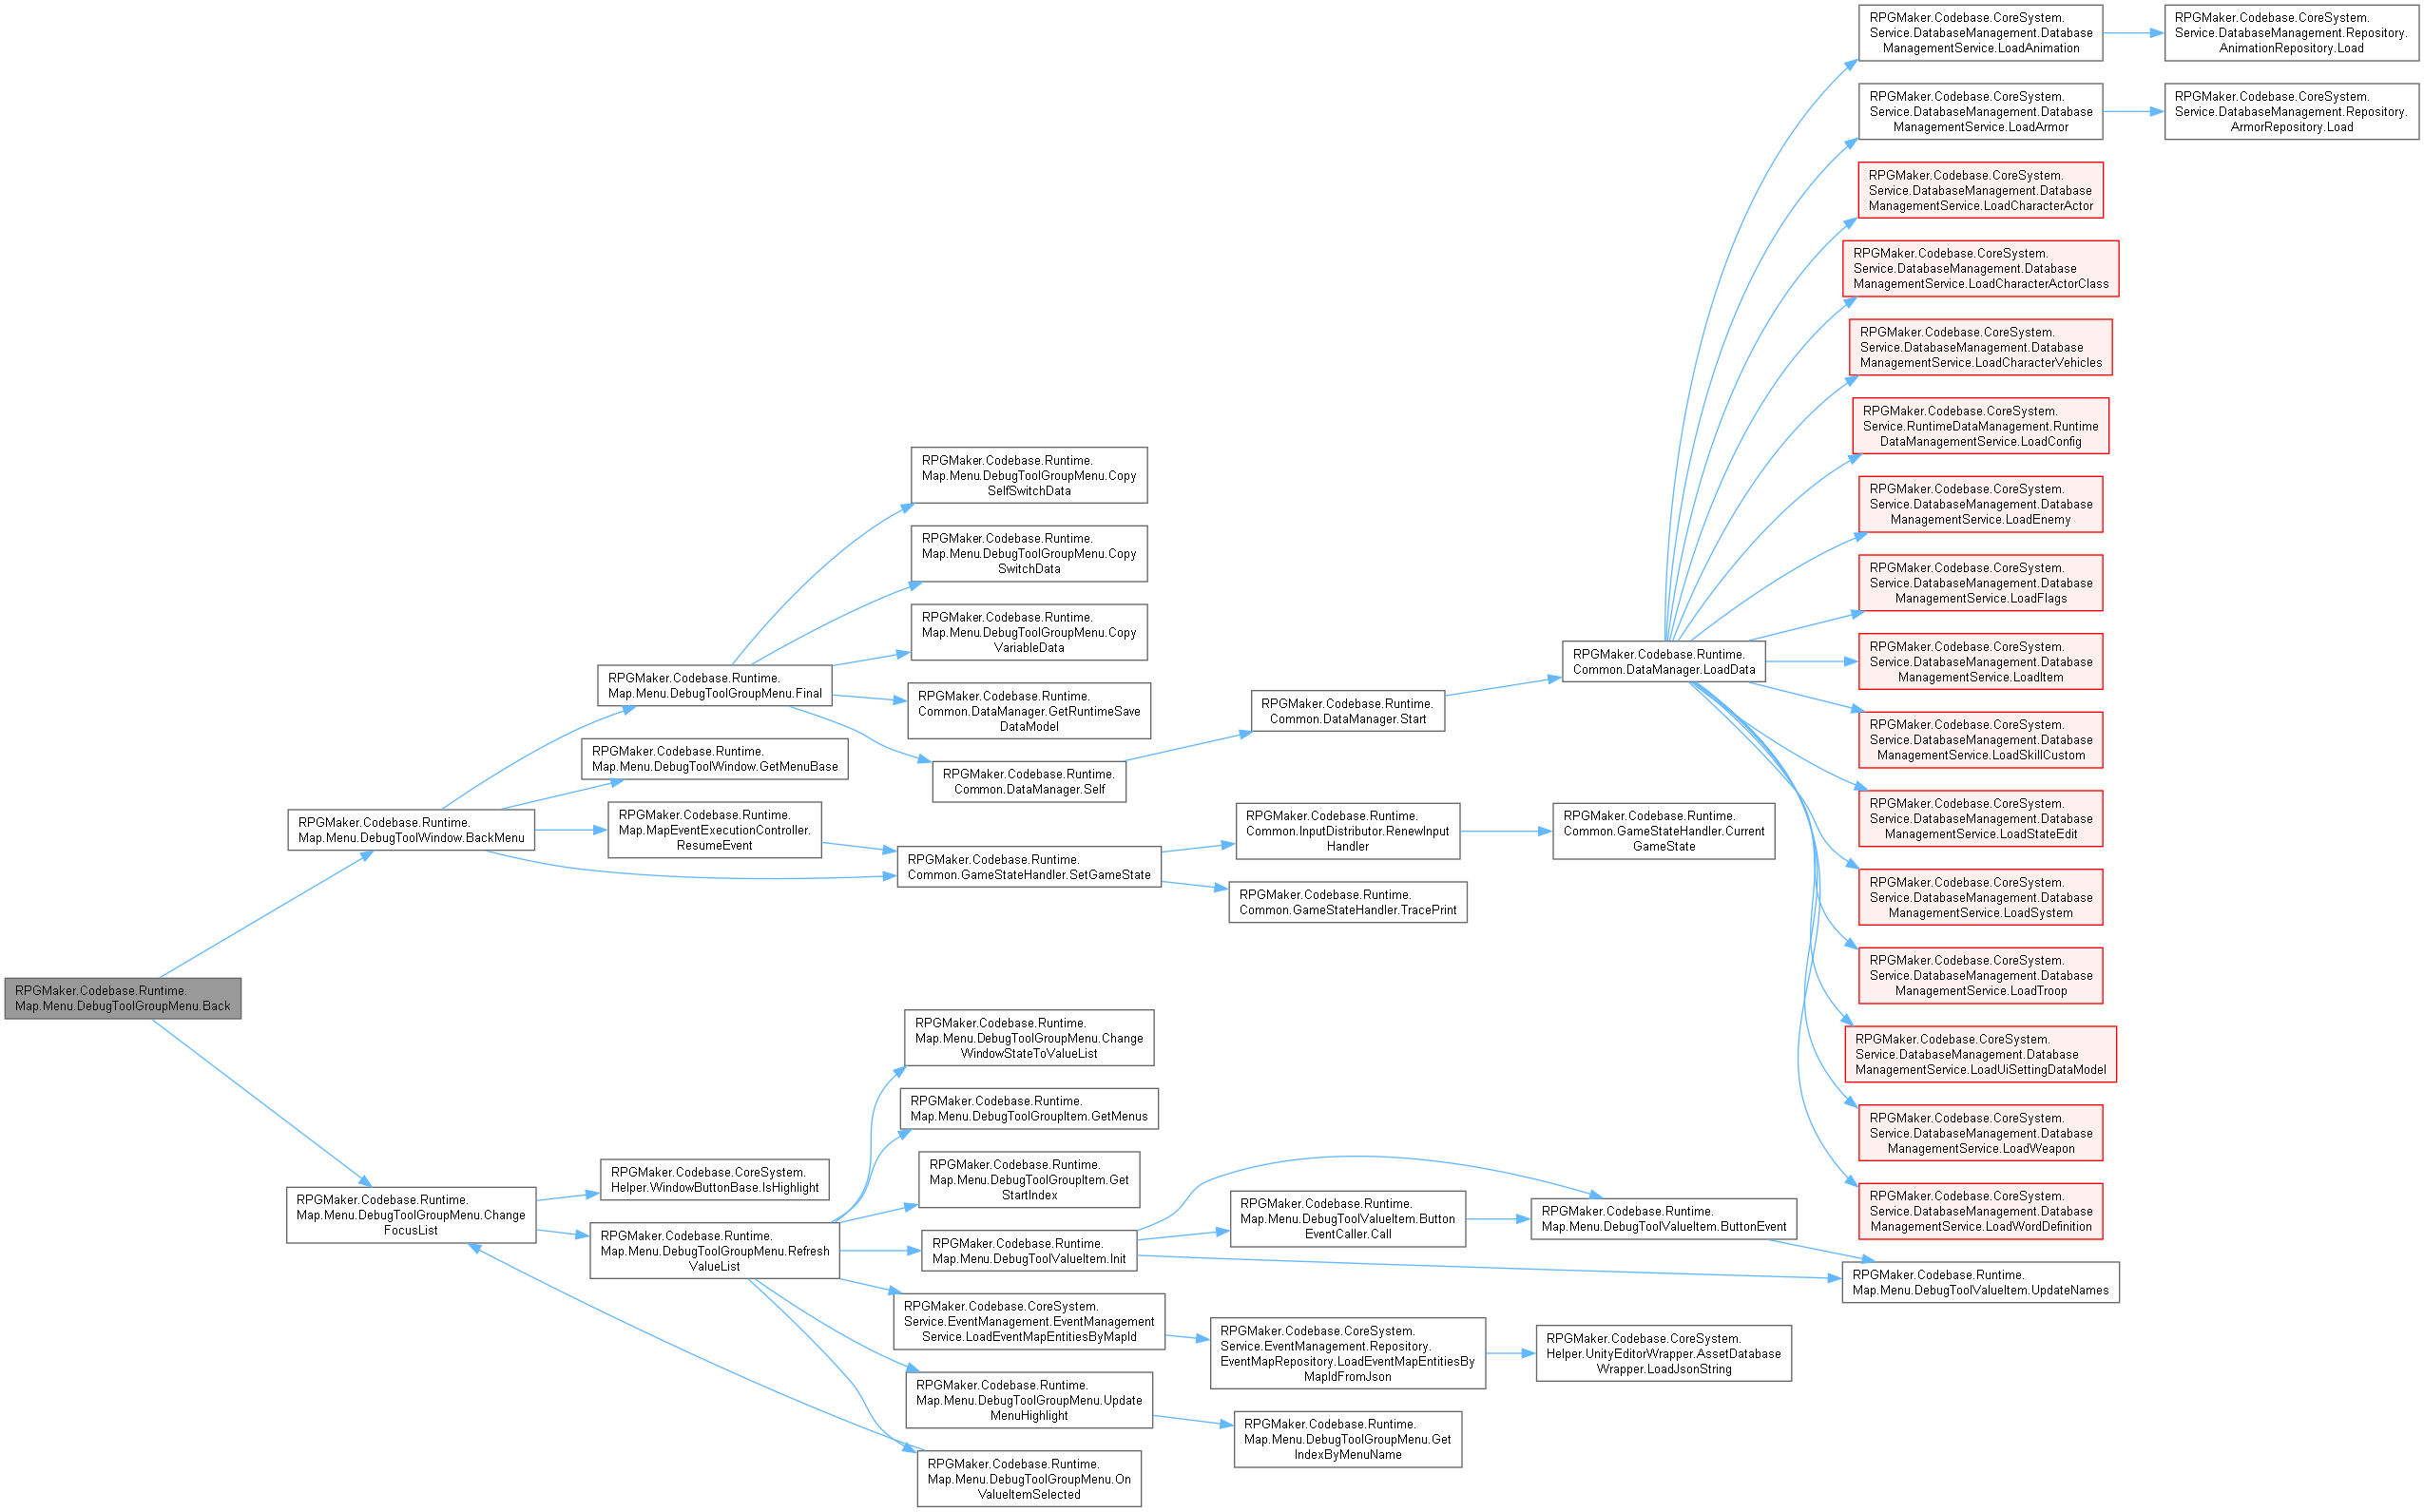 RPGMaker.Codebase.Runtime.
Map.Menu.DebugToolGroupMenu.Back
RPGMaker.Codebase.Runtime.
Map.Menu.DebugToolWindow.BackMenu
RPGMaker.Codebase.Runtime.
Map.Menu.DebugToolGroupMenu.Final
RPGMaker.Codebase.Runtime.
Map.Menu.DebugToolGroupMenu.Copy
SelfSwitchData
RPGMaker.Codebase.Runtime.
Map.Menu.DebugToolGroupMenu.Copy
SwitchData
RPGMaker.Codebase.Runtime.
Map.Menu.DebugToolGroupMenu.Copy
VariableData
RPGMaker.Codebase.Runtime.
Common.DataManager.GetRuntimeSave
DataModel
RPGMaker.Codebase.Runtime.
Common.DataManager.Self
RPGMaker.Codebase.Runtime.
Common.DataManager.Start
RPGMaker.Codebase.Runtime.
Common.DataManager.LoadData
RPGMaker.Codebase.CoreSystem.
Service.DatabaseManagement.Database
ManagementService.LoadAnimation
RPGMaker.Codebase.CoreSystem.
Service.DatabaseManagement.Repository.
AnimationRepository.Load
RPGMaker.Codebase.CoreSystem.
Service.DatabaseManagement.Database
ManagementService.LoadArmor
RPGMaker.Codebase.CoreSystem.
Service.DatabaseManagement.Repository.
ArmorRepository.Load
RPGMaker.Codebase.CoreSystem.
Service.DatabaseManagement.Database
ManagementService.LoadCharacterActor
RPGMaker.Codebase.CoreSystem.
Service.DatabaseManagement.Database
ManagementService.LoadCharacterActorClass
RPGMaker.Codebase.CoreSystem.
Service.DatabaseManagement.Database
ManagementService.LoadCharacterVehicles
RPGMaker.Codebase.CoreSystem.
Service.RuntimeDataManagement.Runtime
DataManagementService.LoadConfig
RPGMaker.Codebase.CoreSystem.
Service.DatabaseManagement.Database
ManagementService.LoadEnemy
RPGMaker.Codebase.CoreSystem.
Service.DatabaseManagement.Database
ManagementService.LoadFlags
RPGMaker.Codebase.CoreSystem.
Service.DatabaseManagement.Database
ManagementService.LoadItem
RPGMaker.Codebase.CoreSystem.
Service.DatabaseManagement.Database
ManagementService.LoadSkillCustom
RPGMaker.Codebase.CoreSystem.
Service.DatabaseManagement.Database
ManagementService.LoadStateEdit
RPGMaker.Codebase.CoreSystem.
Service.DatabaseManagement.Database
ManagementService.LoadSystem
RPGMaker.Codebase.CoreSystem.
Service.DatabaseManagement.Database
ManagementService.LoadTroop
RPGMaker.Codebase.CoreSystem.
Service.DatabaseManagement.Database
ManagementService.LoadUiSettingDataModel
RPGMaker.Codebase.CoreSystem.
Service.DatabaseManagement.Database
ManagementService.LoadWeapon
RPGMaker.Codebase.CoreSystem.
Service.DatabaseManagement.Database
ManagementService.LoadWordDefinition
RPGMaker.Codebase.Runtime.
Map.Menu.DebugToolWindow.GetMenuBase
RPGMaker.Codebase.Runtime.
Map.MapEventExecutionController.
ResumeEvent
RPGMaker.Codebase.Runtime.
Common.GameStateHandler.SetGameState
RPGMaker.Codebase.Runtime.
Common.InputDistributor.RenewInput
Handler
RPGMaker.Codebase.Runtime.
Common.GameStateHandler.Current
GameState
RPGMaker.Codebase.Runtime.
Common.GameStateHandler.TracePrint
RPGMaker.Codebase.Runtime.
Map.Menu.DebugToolGroupMenu.Change
FocusList
RPGMaker.Codebase.CoreSystem.
Helper.WindowButtonBase.IsHighlight
RPGMaker.Codebase.Runtime.
Map.Menu.DebugToolGroupMenu.Refresh
ValueList
RPGMaker.Codebase.Runtime.
Map.Menu.DebugToolGroupMenu.Change
WindowStateToValueList
RPGMaker.Codebase.Runtime.
Map.Menu.DebugToolGroupItem.GetMenus
RPGMaker.Codebase.Runtime.
Map.Menu.DebugToolGroupItem.Get
StartIndex
RPGMaker.Codebase.Runtime.
Map.Menu.DebugToolValueItem.Init
RPGMaker.Codebase.Runtime.
Map.Menu.DebugToolValueItem.Button
EventCaller.Call
RPGMaker.Codebase.Runtime.
Map.Menu.DebugToolValueItem.ButtonEvent
RPGMaker.Codebase.Runtime.
Map.Menu.DebugToolValueItem.UpdateNames
RPGMaker.Codebase.CoreSystem.
Service.EventManagement.EventManagement
Service.LoadEventMapEntitiesByMapId
RPGMaker.Codebase.CoreSystem.
Service.EventManagement.Repository.
EventMapRepository.LoadEventMapEntitiesBy
MapIdFromJson
RPGMaker.Codebase.CoreSystem.
Helper.UnityEditorWrapper.AssetDatabase
Wrapper.LoadJsonString
RPGMaker.Codebase.Runtime.
Map.Menu.DebugToolGroupMenu.Update
MenuHighlight
RPGMaker.Codebase.Runtime.
Map.Menu.DebugToolGroupMenu.Get
IndexByMenuName
RPGMaker.Codebase.Runtime.
Map.Menu.DebugToolGroupMenu.On
ValueItemSelected